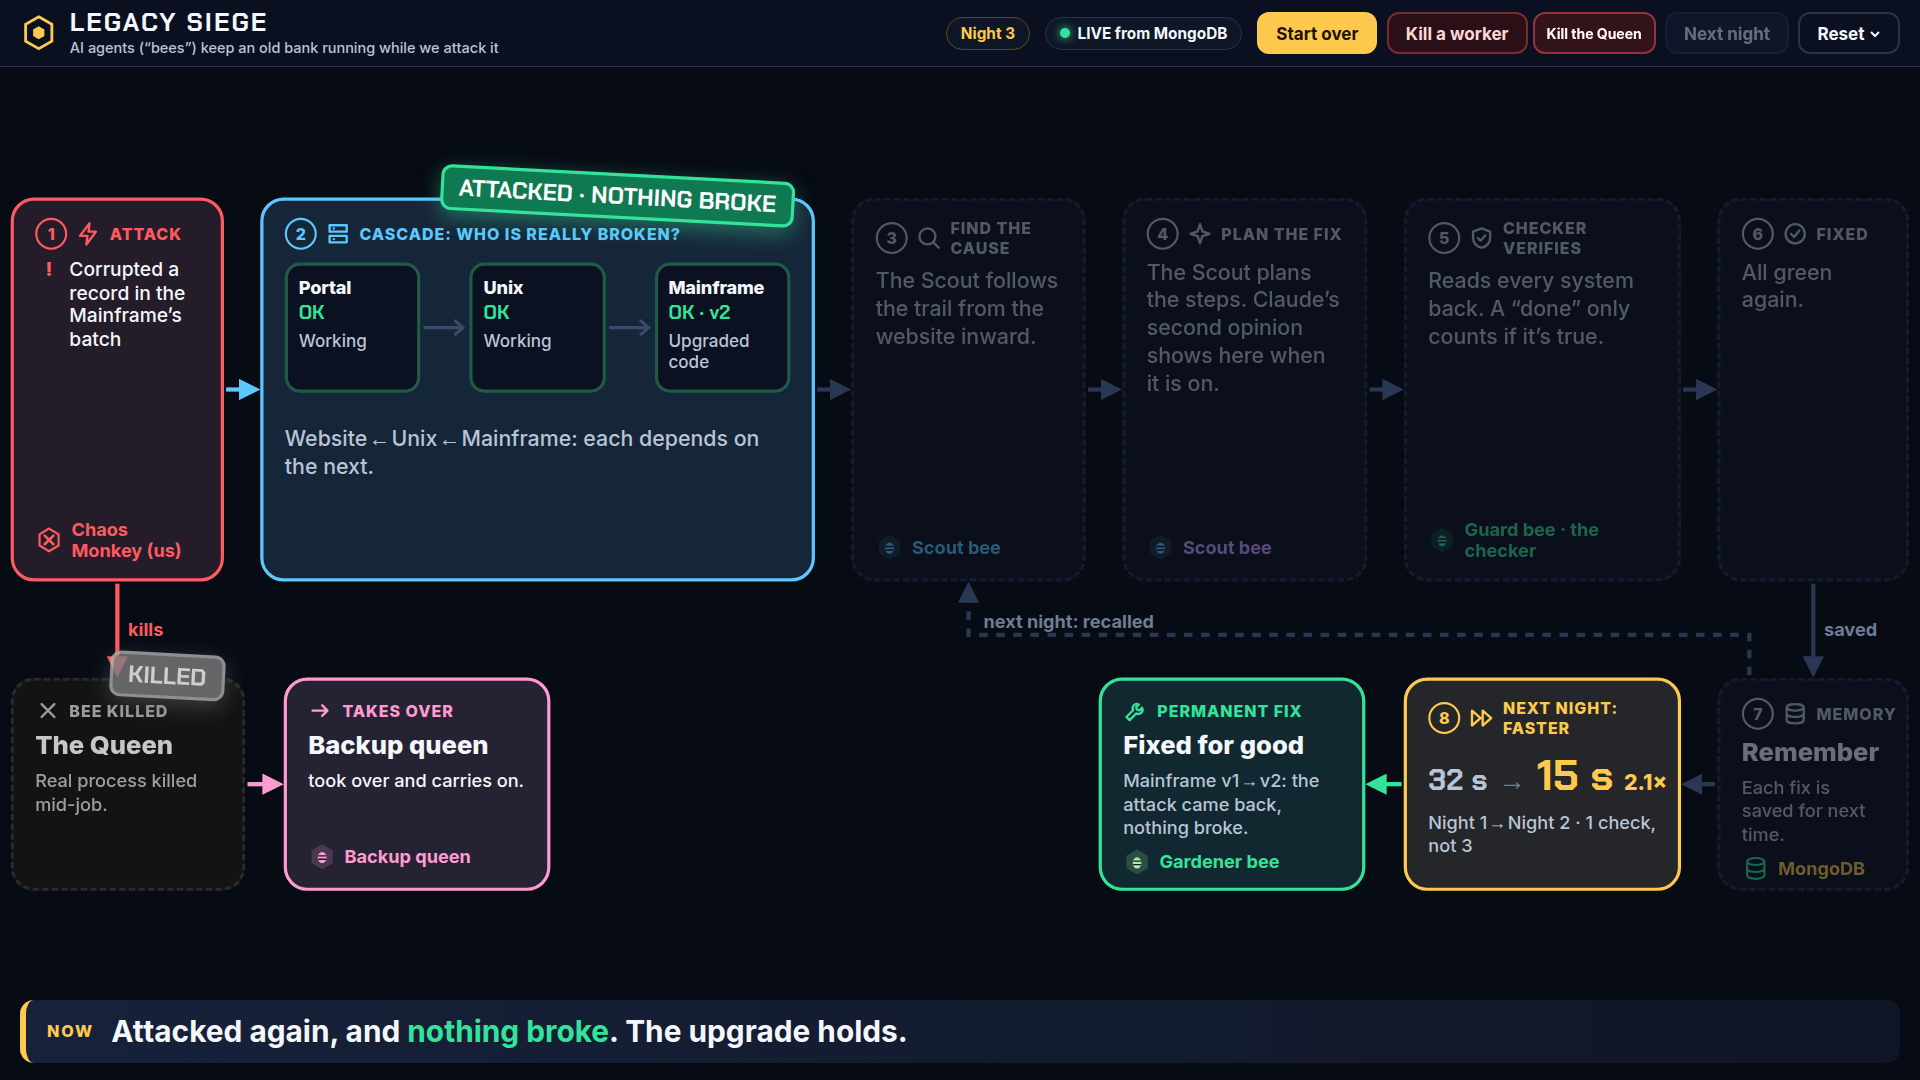 LEGACY SIEGE
AI agents (“bees”) keep an old bank running while we attack it
Night 3
LIVE from MongoDB
Start over
Kill a worker
Kill the Queen
Next night
Reset
1 ATTACK
! Corrupted a
record in the
Mainframe’s
batch
Chaos
Monkey (us)
ATTACKED · NOTHING BROKE
2 CASCADE: WHO IS REALLY BROKEN?
Portal
OK
Working
Unix
OK
Working
Mainframe
OK · v2
Upgraded
code
Website←Unix←Mainframe: each depends on
the next.
3 FIND THE
CAUSE
The Scout follows
the trail from the
website inward.
Scout bee
4 PLAN THE FIX
The Scout plans
the steps. Claude’s
second opinion
shows here when
it is on.
Scout bee
5 CHECKER
VERIFIES
Reads every system
back. A “done” only
counts if it’s true.
Guard bee · the
checker
6 FIXED
All green
again.
kills
next night: recalled
saved
KILLED
BEE KILLED
The Queen
Real process killed
mid-job.
→ TAKES OVER
Backup queen
took over and carries on.
Backup queen
PERMANENT FIX
Fixed for good
Mainframe v1→v2: the
attack came back,
nothing broke.
Gardener bee
8 NEXT NIGHT:
FASTER
32 s → 15 s 2.1×
Night 1→Night 2 · 1 check,
not 3
7 MEMORY
Remember
Each fix is
saved for next
time.
MongoDB
NOW Attacked again, and nothing broke. The upgrade holds.